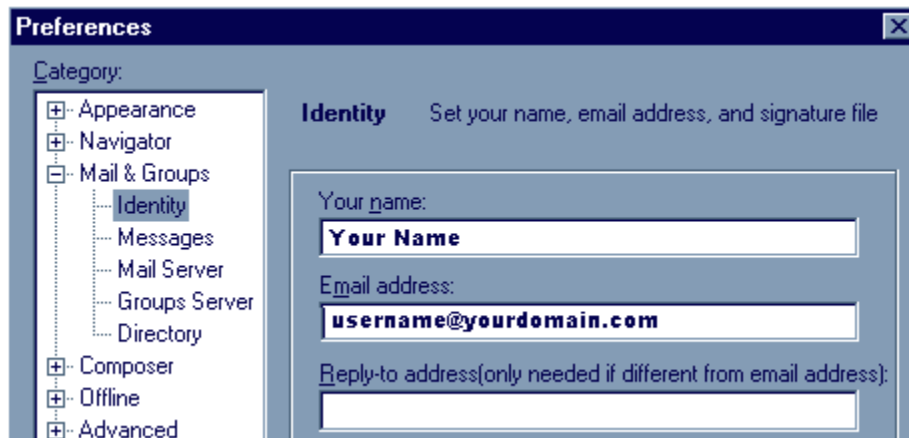 Preferences
Category:
Appearance
Navigator
Mail & Groups
Identity
Messages
Mail Server
Groups Server
Directory
Composer
Offline
Advanced
Identity Set your name, email address, and signature file
Your name:
Your Name
Email address:
username@yourdomain.com
Reply-to address(only needed if different from email address):